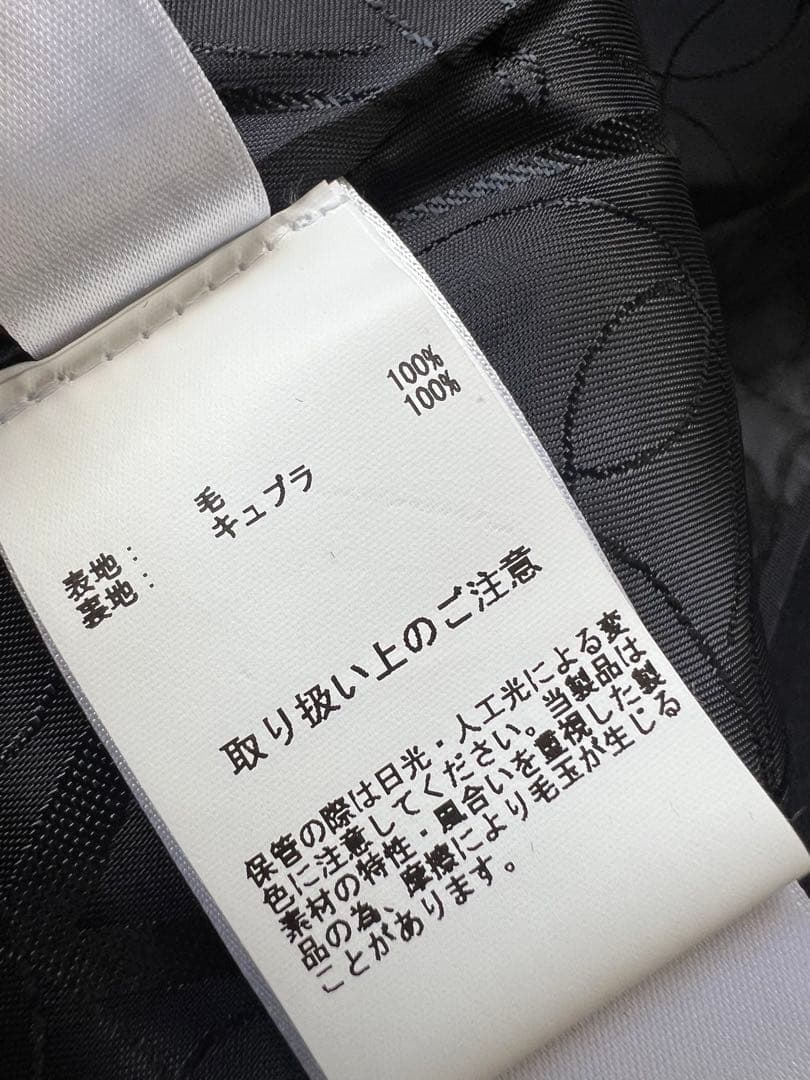 表地： 毛 100%
裏地： キュプラ 100%
取り扱い上のご注意
保管の際は日光・人工光による変
色に注意してください。当製品は
素材の特性・風合いを重視した製
品の為、摩擦により毛玉が生じる
ことがあります。